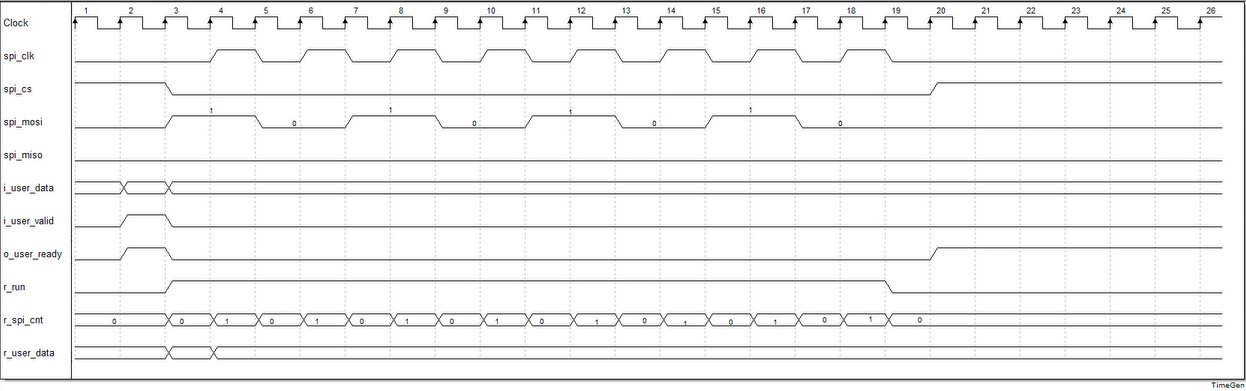 1 2 3 4 5 6 7 8 9 10 11 12 13 14 15 16 17 18 19 20 21 22 23 24 25 26
Clock
spi_clk
spi_cs
spi_mosi 1 0 1 0 1 0 1 0
spi_miso
i_user_data
i_user_valid
o_user_ready
r_run
r_spi_cnt 0 0 1 0 1 0 1 0 1 0 1 0 1 0 1 0 1 0
r_user_data
TimeGen